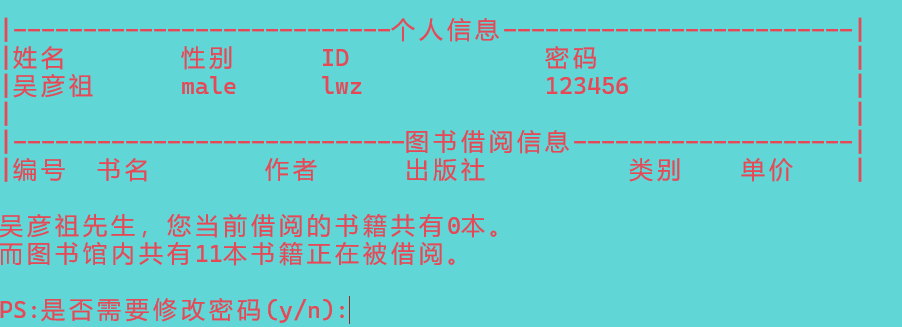 |---------------------------个人信息-------------------------|
|姓名 性别 ID 密码 |
|吴彦祖 male lwz 123456 |
| |
|----------------------------图书借阅信息--------------------|
|编号 书名 作者 出版社 类别 单价 |
吴彦祖先生，您当前借阅的书籍共有0本。
而图书馆内共有11本书籍正在被借阅。
PS:是否需要修改密码(y/n):